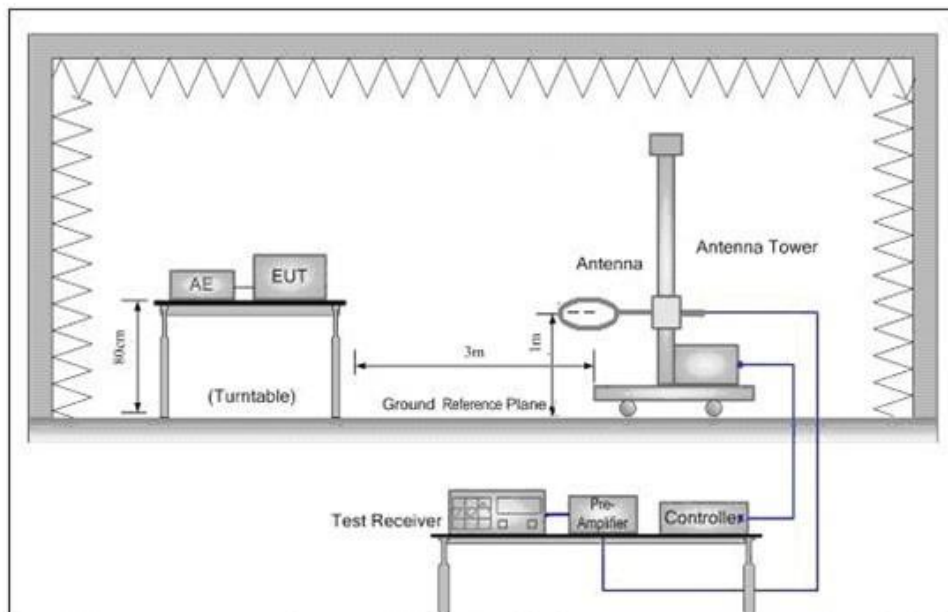 Antenna Tower
Antenna
EUT
AE
80cm
1m
3m
(Turntable)
Ground Reference Plane
Test Receiver
Pre-
Amplifier
Controller